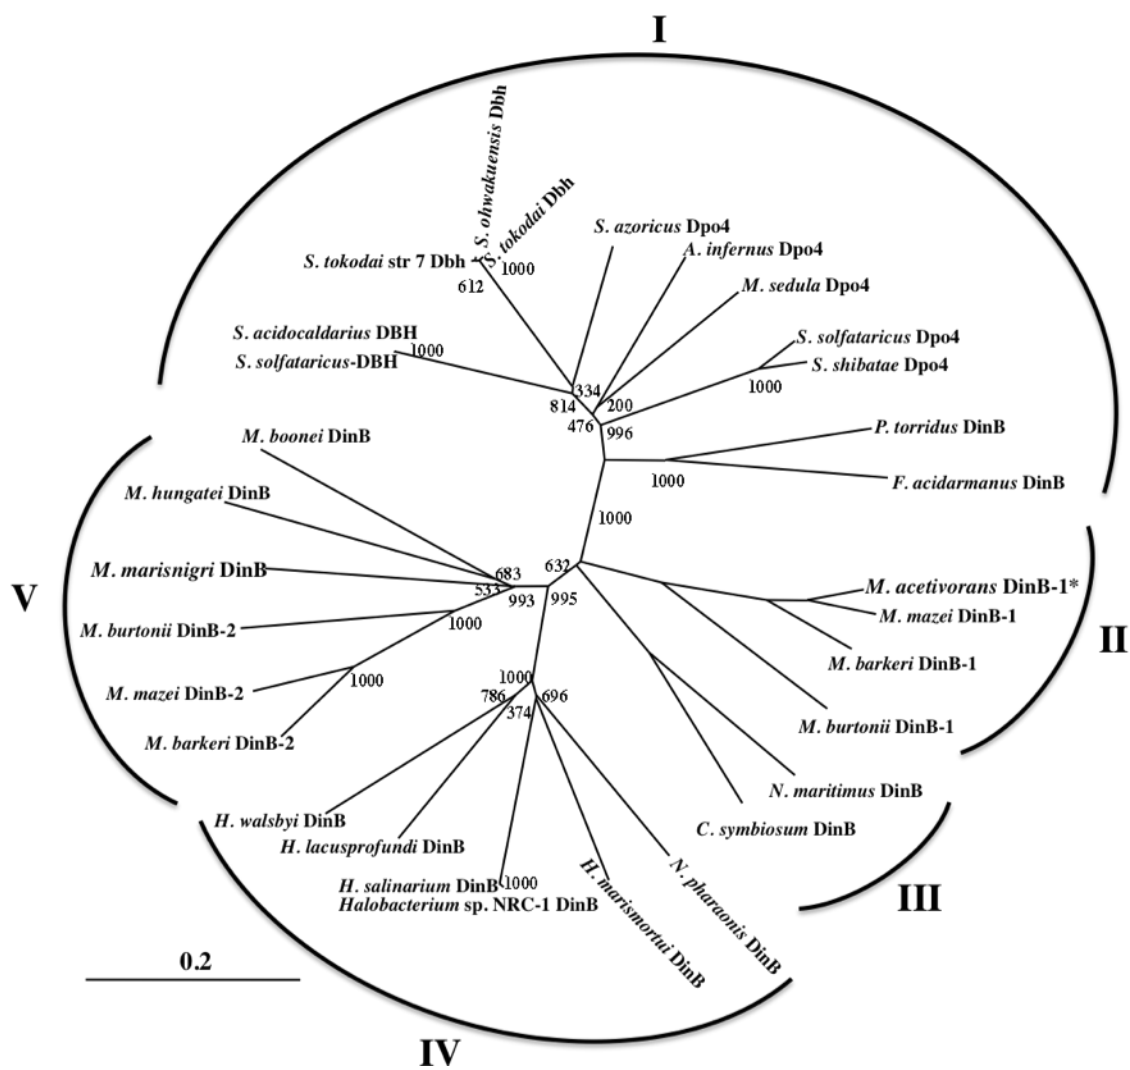 I
S. ohwakuensis Dbh
S. tokodai Dbh
S. azoricus Dpo4
A. infernus Dpo4
S. tokodai str 7 Dbh
1000
612
M. sedula Dpo4
S. acidocaldarius DBH
1000
S. solfataricus-DBH
S. solfataricus Dpo4
S. shibatae Dpo4
1000
334
814
200
476
996
P. torridus DinB
M. boonei DinB
1000
F. acidarmanus DinB
M. hungatei DinB
1000
V
M. marisnigri DinB
683
533
993
632
995
M. acetivorans DinB-1*
M. mazei DinB-1
II
M. burtonii DinB-2
1000
M. barkeri DinB-1
M. mazei DinB-2
1000
1000
786
696
374
M. burtonii DinB-1
M. barkeri DinB-2
N. maritimus DinB
H. walsbyi DinB
C. symbiosum DinB
H. lacusprofundi DinB
H. salinarium DinB
1000
Halobacterium sp. NRC-1 DinB
H. marismortui DinB
N. pharaonis DinB
III
0.2
IV